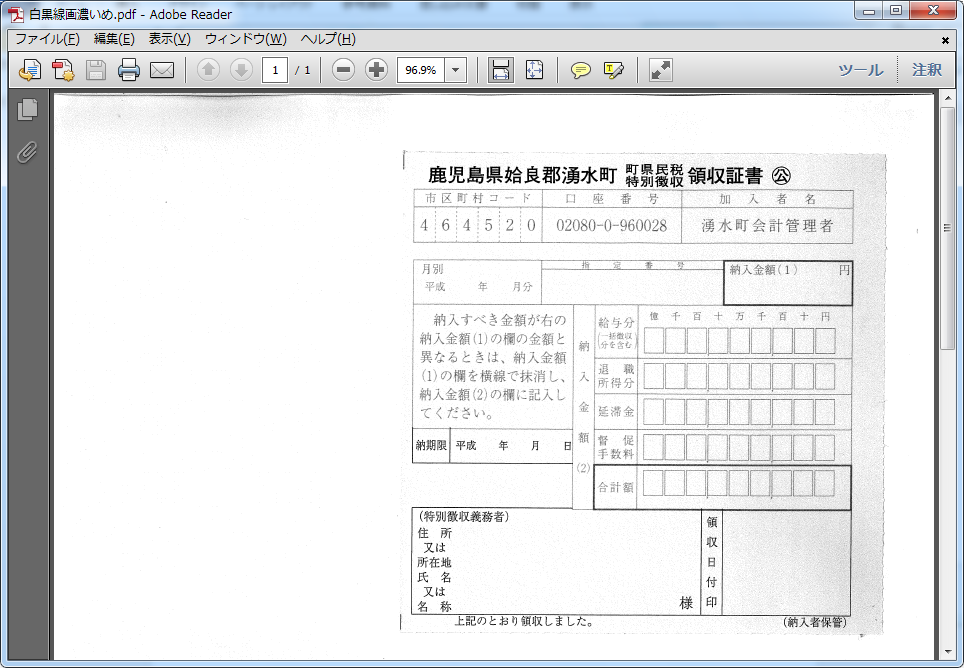 白黒線画濃いめ.pdf - Adobe Reader
ファイル(F) 編集(E) 表示(V) ウィンドウ(W) ヘルプ(H)
1 / 1 96.9% ツール 注釈
鹿児島県姶良郡湧水町 町県民税 特別徴収 領収証書 ㊇
市区町村コード 口座番号 加入者名
464520 02080-0-960028 湧水町会計管理者
月別 指定番号 納入金額(1) 円
平成 年 月分
納入すべき金額が右の
納入金額(1)の欄の金額と
異なるときは、納入金額
(1)の欄を横線で抹消し、
納入金額(2)の欄に記入し
てください。
納期限 平成 年 月 日
納入金額(2)
億 千 百 十 万 千 百 十 円
給与分
(一括徴収
分を含む)
退職
所得分
延滞金
督促
手数料
合計額
(特別徴収義務者)
住所
又は
所在地
氏名
又は
名称
様
領収日付印
上記のとおり領収しました。
(納入者保管)